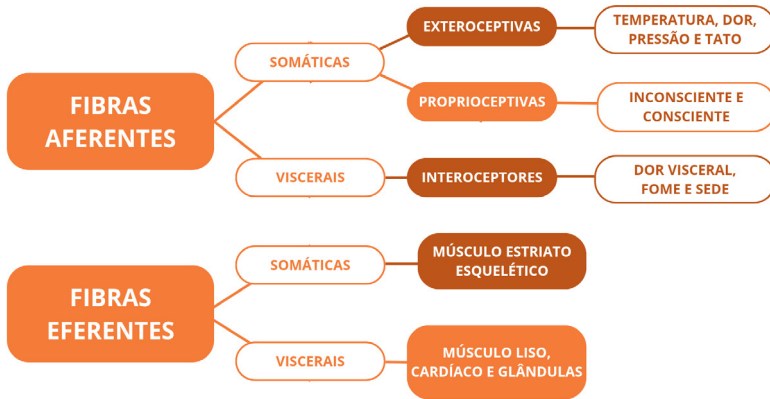 FIBRAS
AFERENTES
SOMÁTICAS
EXTEROCEPTIVAS
TEMPERATURA, DOR,
PRESSÃO E TATO
PROPRIOCEPTIVAS
INCONSCIENTE E
CONSCIENTE
VISCERAIS
INTEROCEPTORES
DOR VISCERAL,
FOME E SEDE
FIBRAS
EFERENTES
SOMÁTICAS
MÚSCULO ESTRIATO
ESQUELÉTICO
VISCERAIS
MÚSCULO LISO,
CARDÍACO E GLÂNDULAS